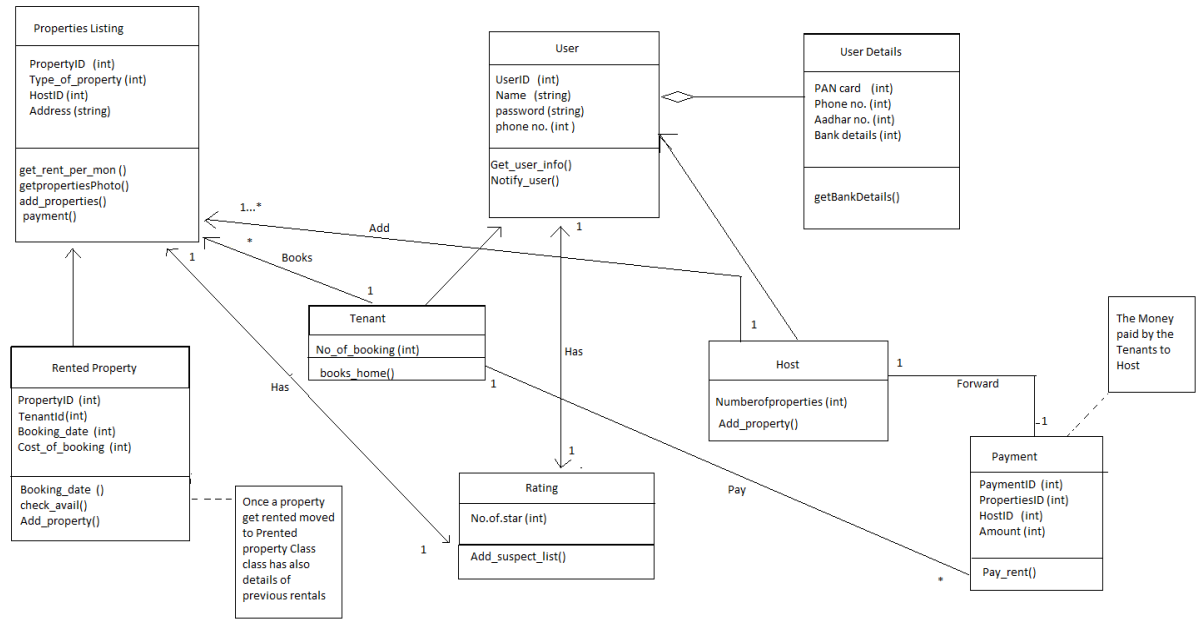 Properties Listing
PropertyID (int)
Type_of_property (int)
HostID (int)
Address (string)
get_rent_per_mon ()
getpropertiesPhoto()
add_properties()
payment()
User
UserID (int)
Name (string)
password (string)
phone no. (int )
Get_user_info()
Notify_user()
User Details
PAN card (int)
Phone no. (int)
Aadhar no. (int)
Bank details (int)
getBankDetails()
1...*
Add
1
*
Books
1
1
1
Tenant
No_of_booking (int)
books_home()
1
Has
Has
1
1
Host
Numberofproperties (int)
Add_property()
1
Forward
1
The Money
paid by the
Tenants to
Host
Rented Property
PropertyID (int)
TenantId(int)
Booking_date (int)
Cost_of_booking (int)
Booking_date ()
check_avail()
Add_property()
Once a property
get rented moved
to Prented
property Class
class has also
details of
previous rentals
Rating
No.of.star (int)
Add_suspect_list()
1
Pay
*
Payment
PaymentID (int)
PropertiesID (int)
HostID (int)
Amount (int)
Pay_rent()